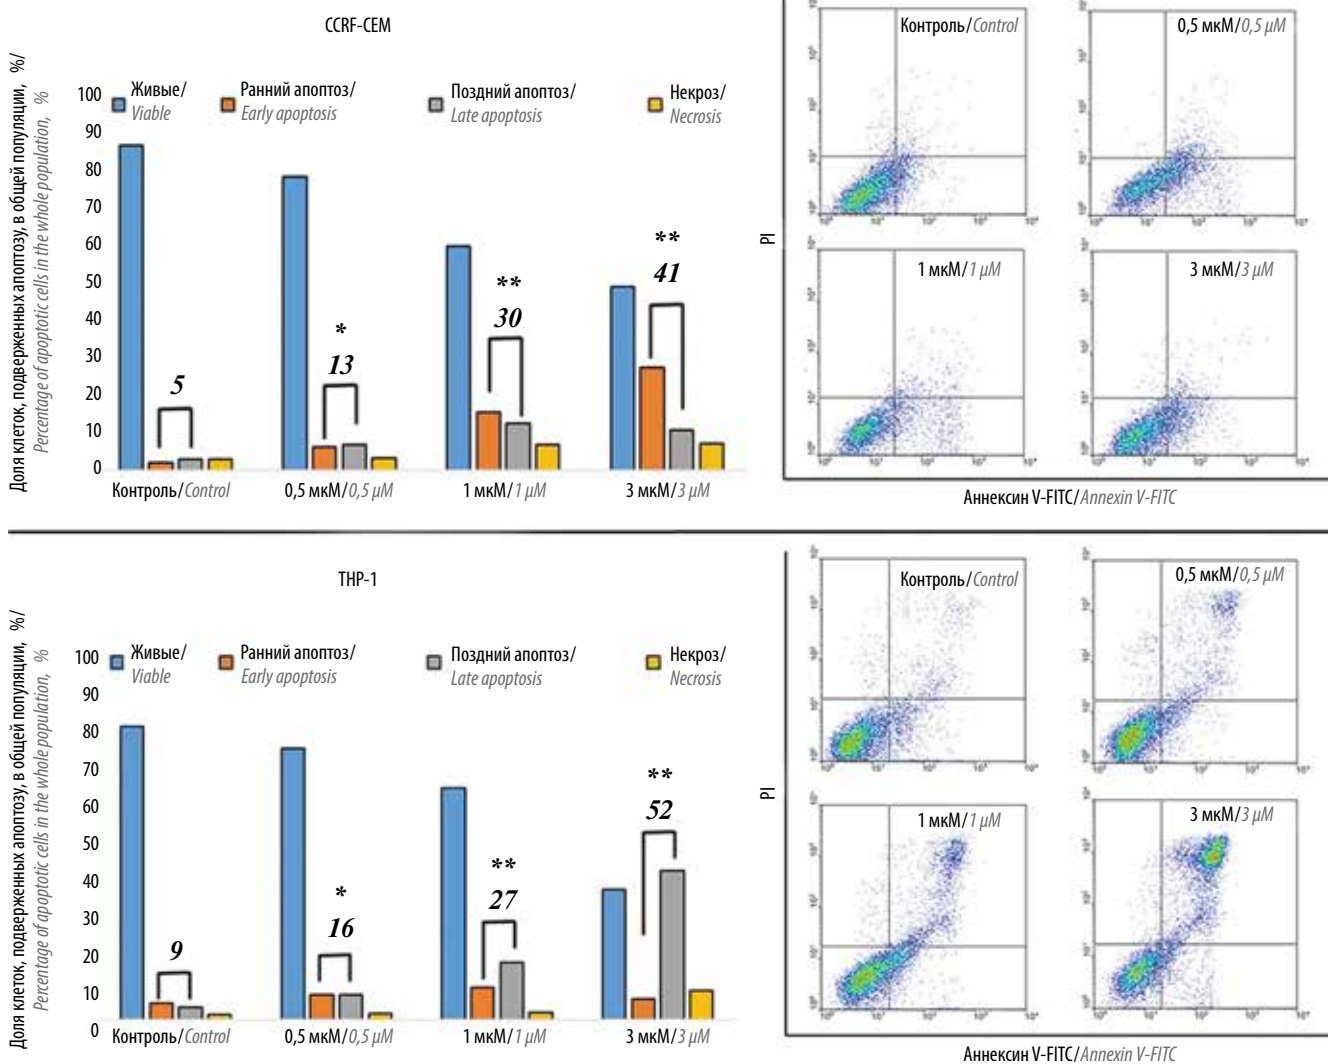 CCRF-CEM
Доля клеток, подверженных апоптозу, в общей популяции, %/
Percentage of apoptotic cells in the whole population, %
Живые/
Viable
Ранний апоптоз/
Early apoptosis
Поздний апоптоз/
Late apoptosis
Некроз/
Necrosis
100
90
80
70
60
50
40
30
20
10
0
5
*
13
**
30
**
41
Контроль/Control
0,5 мкМ/0,5 µM
1 мкМ/1 µM
3 мкМ/3 µM
Контроль/Control
0,5 мкМ/0,5 µM
1 мкМ/1 µM
3 мкМ/3 µM
PI
Аннексин V-FITC/Annexin V-FITC
THP-1
Доля клеток, подверженных апоптозу, в общей популяции, %/
Percentage of apoptotic cells in the whole population, %
Живые/
Viable
Ранний апоптоз/
Early apoptosis
Поздний апоптоз/
Late apoptosis
Некроз/
Necrosis
100
90
80
70
60
50
40
30
20
10
0
9
*
16
**
27
**
52
Контроль/Control
0,5 мкМ/0,5 µM
1 мкМ/1 µM
3 мкМ/3 µM
Контроль/Control
0,5 мкМ/0,5 µM
1 мкМ/1 µM
3 мкМ/3 µM
PI
Аннексин V-FITC/Annexin V-FITC